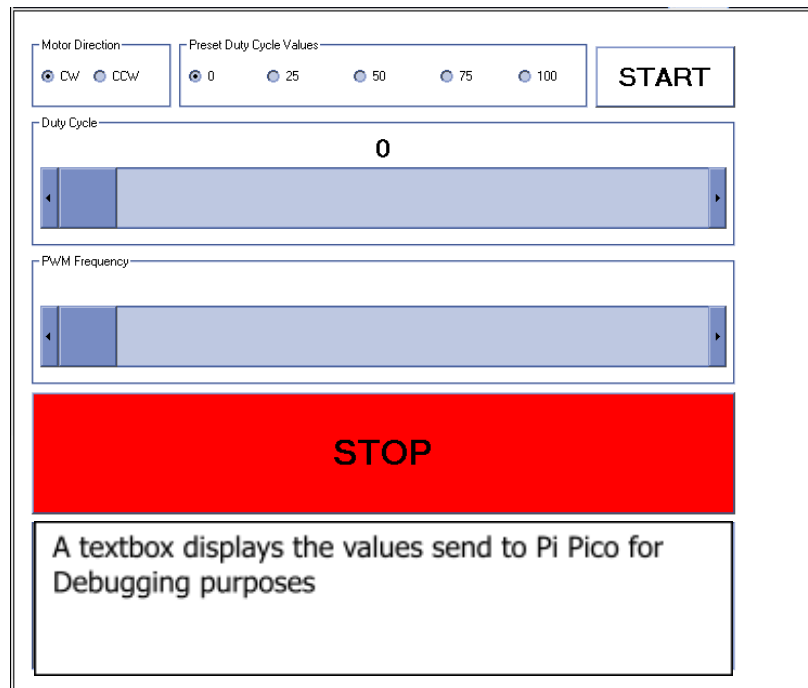 Motor Direction
CW CCW
Preset Duty Cycle Values
0 25 50 75 100
START
Duty Cycle
0
PWM Frequency
STOP
A textbox displays the values send to Pi Pico for
Debugging purposes